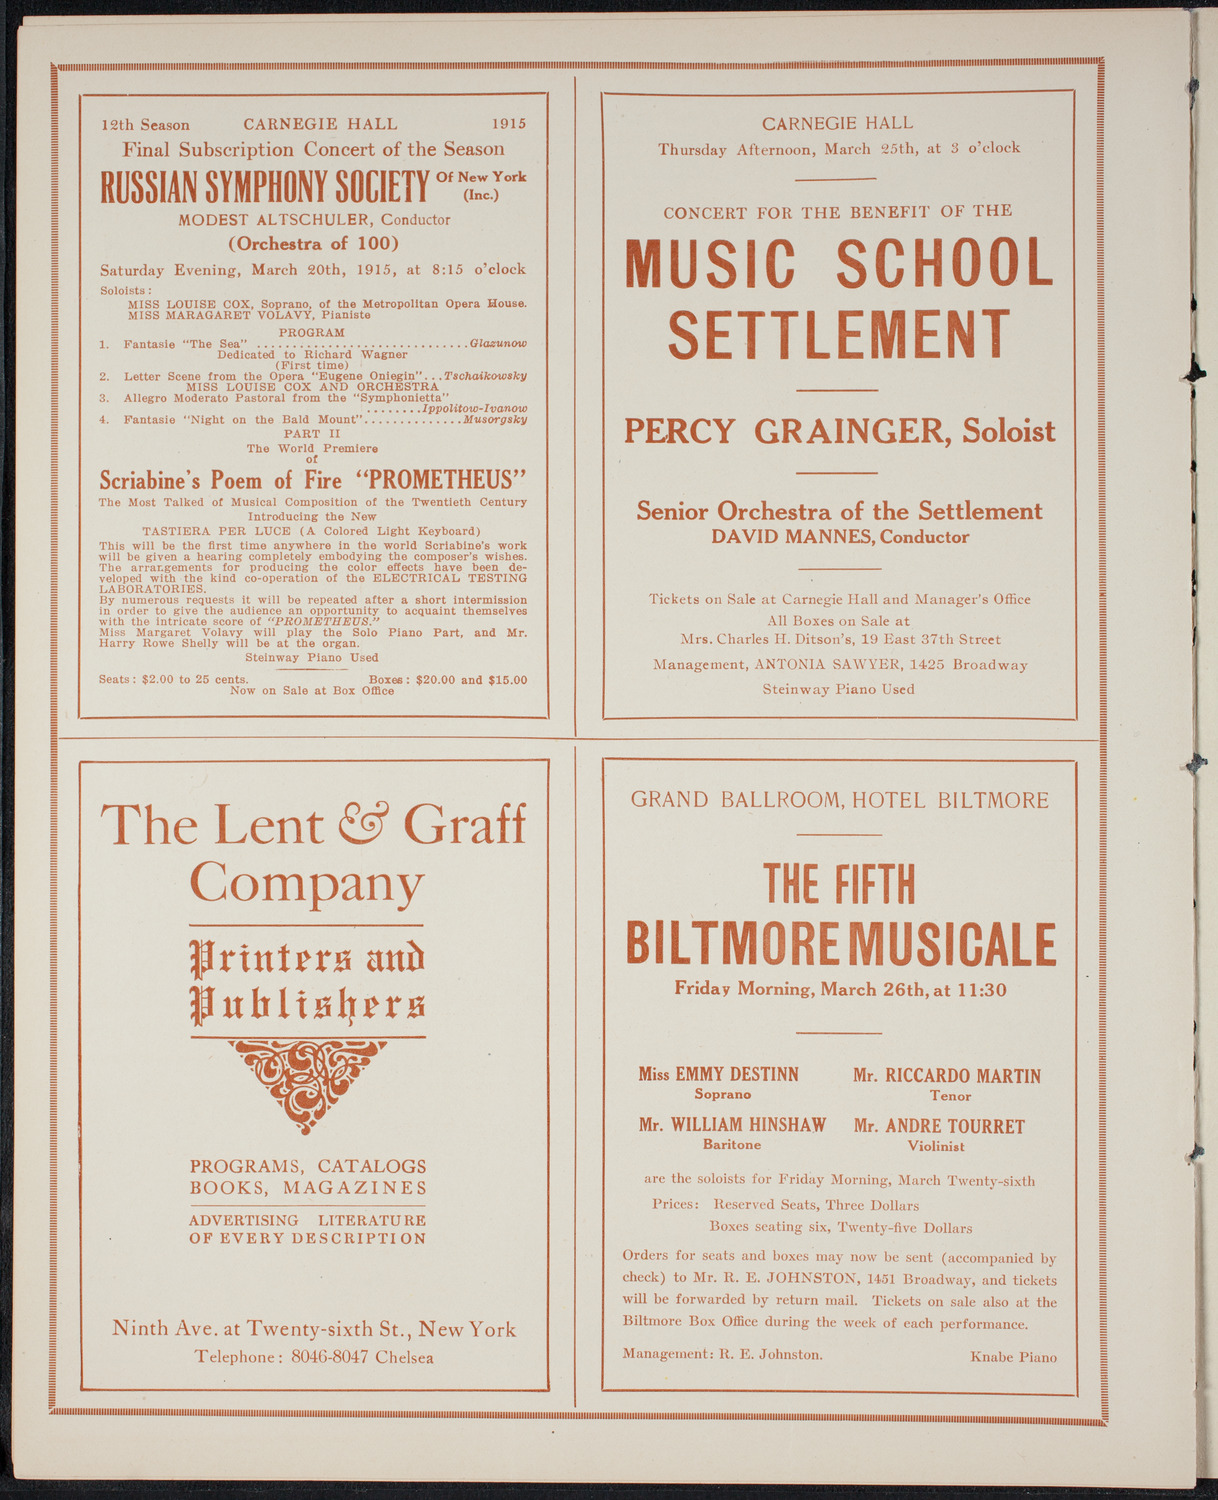 12th Season CARNEGIE HALL 1915
Final Subscription Concert of the Season
RUSSIAN SYMPHONY SOCIETY Of New York (Inc.)
MODEST ALTSCHULER, Conductor
(Orchestra of 100)
Saturday Evening, March 20th, 1915, at 8:15 o'clock
Soloists:
MISS LOUISE COX, Soprano, of the Metropolitan Opera House.
MISS MARAGARET VOLAVY, Pianiste
PROGRAM
1. Fantasie "The Sea" ..............................Glazunow
Dedicated to Richard Wagner
(First time)
2. Letter Scene from the Opera "Eugene Oniegin"...Tschaikowsky
MISS LOUISE COX AND ORCHESTRA
3. Allegro Moderato Pastoral from the "Symphonietta"
........Ippolitow-Ivanow
4. Fantasie "Night on the Bald Mount"..............Musorgsky
PART II
The World Premiere
of
Scriabine's Poem of Fire "PROMETHEUS"
The Most Talked of Musical Composition of the Twentieth Century
Introducing the New
TASTIERA PER LUCE (A Colored Light Keyboard)
This will be the first time anywhere in the world Scriabine's work
will be given a hearing completely embodying the composer's wishes.
The arrangements for producing the color effects have been de-
veloped with the kind co-operation of the ELECTRICAL TESTING
LABORATORIES.
By numerous requests it will be repeated after a short intermission
in order to give the audience an opportunity to acquaint themselves
with the intricate score of "PROMETHEUS."
Miss Margaret Volavy will play the Solo Piano Part, and Mr.
Harry Rowe Shelly will be at the organ.
Steinway Piano Used
Seats: $2.00 to 25 cents. Boxes: $20.00 and $15.00
Now on Sale at Box Office
CARNEGIE HALL
Thursday Afternoon, March 25th, at 3 o'clock
CONCERT FOR THE BENEFIT OF THE
MUSIC SCHOOL
SETTLEMENT
PERCY GRAINGER, Soloist
Senior Orchestra of the Settlement
DAVID MANNES, Conductor
Tickets on Sale at Carnegie Hall and Manager's Office
All Boxes on Sale at
Mrs. Charles H. Ditson's, 19 East 37th Street
Management, ANTONIA SAWYER, 1425 Broadway
Steinway Piano Used
The Lent & Graff
Company
Printers and
Publishers
PROGRAMS, CATALOGS
BOOKS, MAGAZINES
ADVERTISING LITERATURE
OF EVERY DESCRIPTION
Ninth Ave. at Twenty-sixth St., New York
Telephone: 8046-8047 Chelsea
GRAND BALLROOM, HOTEL BILTMORE
THE FIFTH
BILTMORE MUSICALE
Friday Morning, March 26th, at 11:30
Miss EMMY DESTINN Mr. RICCARDO MARTIN
Soprano Tenor
Mr. WILLIAM HINSHAW Mr. ANDRE TOURRET
Baritone Violinist
are the soloists for Friday Morning, March Twenty-sixth
Prices: Reserved Seats, Three Dollars
Boxes seating six, Twenty-five Dollars
Orders for seats and boxes may now be sent (accompanied by
check) to Mr. R. E. JOHNSTON, 1451 Broadway, and tickets
will be forwarded by return mail. Tickets on sale also at the
Biltmore Box Office during the week of each performance.
Management: R. E. Johnston. Knabe Piano